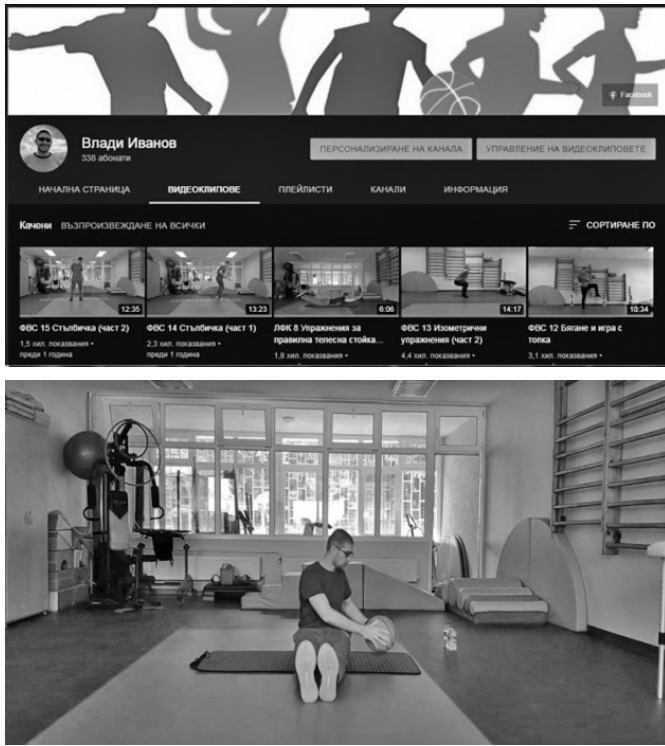 Facebook
Влади Иванов
338 абонати
ПЕРСОНАЛИЗИРАНЕ НА КАНАЛА
УПРАВЛЕНИЕ НА ВИДЕОКЛИПОВЕТЕ
НАЧАЛНА СТРАНИЦА
ВИДЕОКЛИПОВЕ
ПЛЕЙЛИСТИ
КАНАЛИ
ИНФОРМАЦИЯ
Качени
ВЪЗПРОИЗВЕЖДАНЕ НА ВСИЧКИ
СОРТИРАНЕ ПО
12:35
13:23
6:06
14:17
10:34
ФВС 15 Стълбичка (част 2)
1,5 хил. показвания •
преди 1 година
ФВС 14 Стълбичка (част 1)
2,3 хил. показвания •
преди 1 година
ЛФК 8 Упражнения за
правилна телесна стойка...
1,8 хил. показвания •
ФВС 13 Изометрични
упражнения (част 2)
4,4 хил. показвания •
ФВС 12 Бягане и игра с
топка
3,1 хил. показвания •